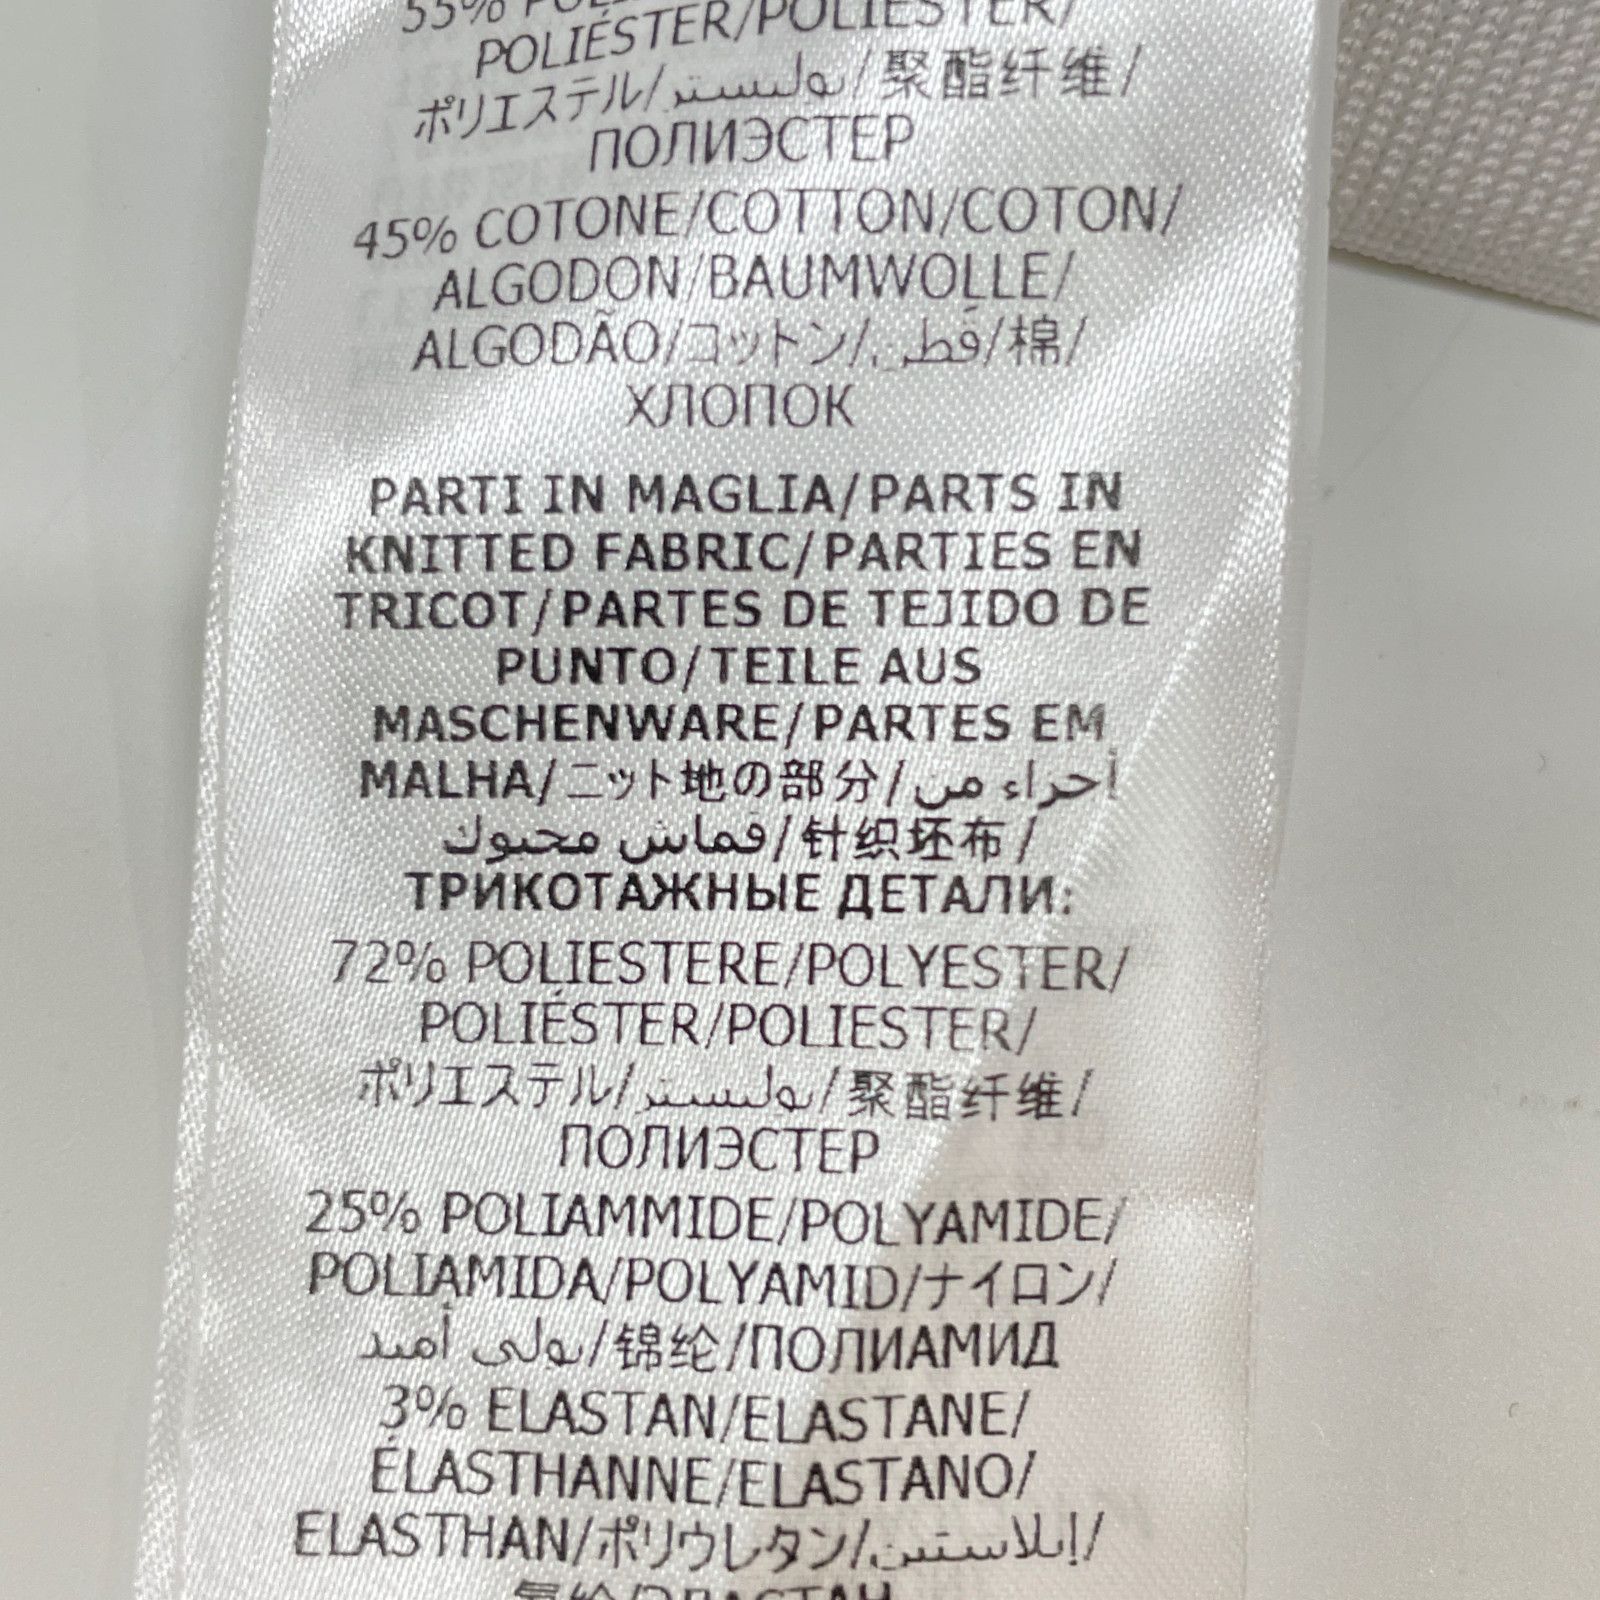 55%
POLIÉSTER/POLIESTER/
ポリエステル/بوليستر/聚酯纤维/
ПОЛИЭСТЕР
45% COTONE/COTTON/COTON/
ALGODON/BAUMWOLLE/
ALGODÃO/コットン/قطن/棉/
ХЛОПОК
PARTI IN MAGLIA/PARTS IN
KNITTED FABRIC/PARTIES EN
TRICOT/PARTES DE TEJIDO DE
PUNTO/TEILE AUS
MASCHENWARE/PARTES EM
MALHA/ニット地の部分/أجزاء من
قماش محبوك/针织坯布/
ТРИКОТАЖНЫЕ ДЕТАЛИ:
72% POLIESTERE/POLYESTER/
POLIÉSTER/POLIESTER/
ポリエステル/بوليستر/聚酯纤维/
ПОЛИЭСТЕР
25% POLIAMMIDE/POLYAMIDE/
POLIAMIDA/POLYAMID/ナイロン/
بولي أميد/锦纶/ПОЛИАМИД
3% ELASTAN/ELASTANE/
ÉLASTHANNE/ELASTANO/
ELASTHAN/ポリウレタン/إيلاستين/
氨纶/ЭЛАСТАН